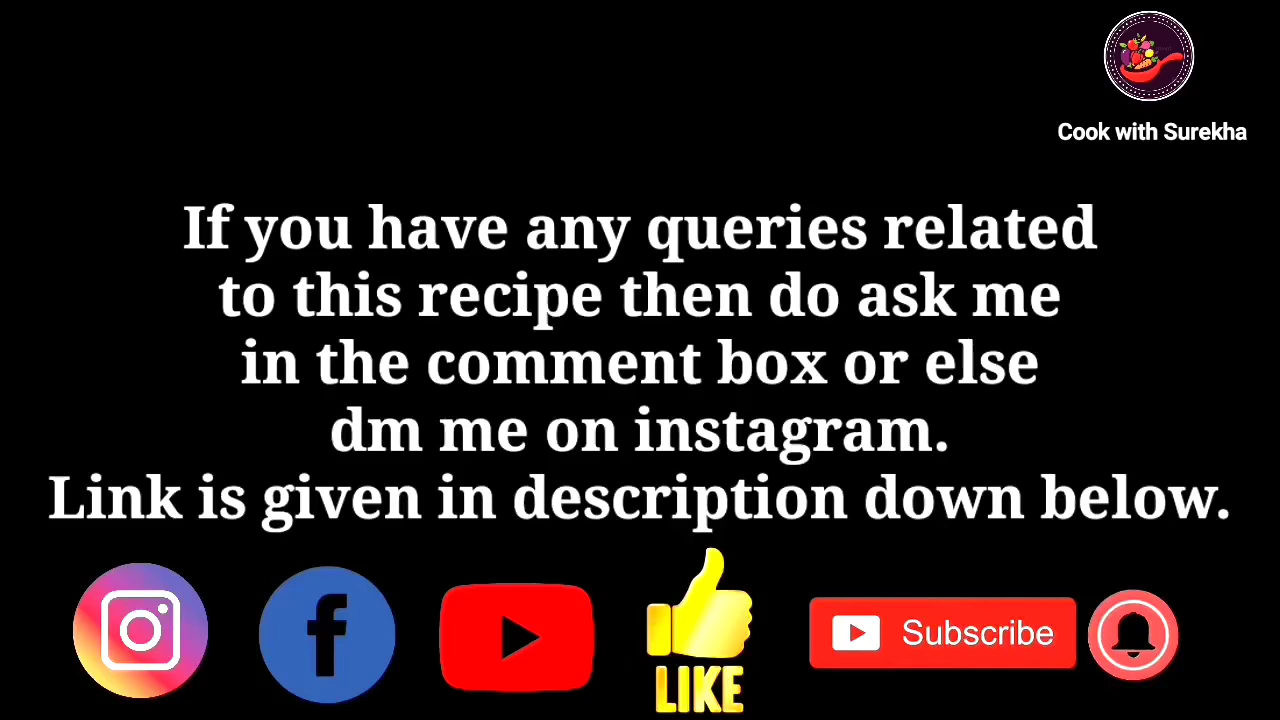 Cook with Surekha
If you have any queries related
to this recipe then do ask me
in the comment box or else
dm me on instagram.
Link is given in description down below.
LIKE
Subscribe